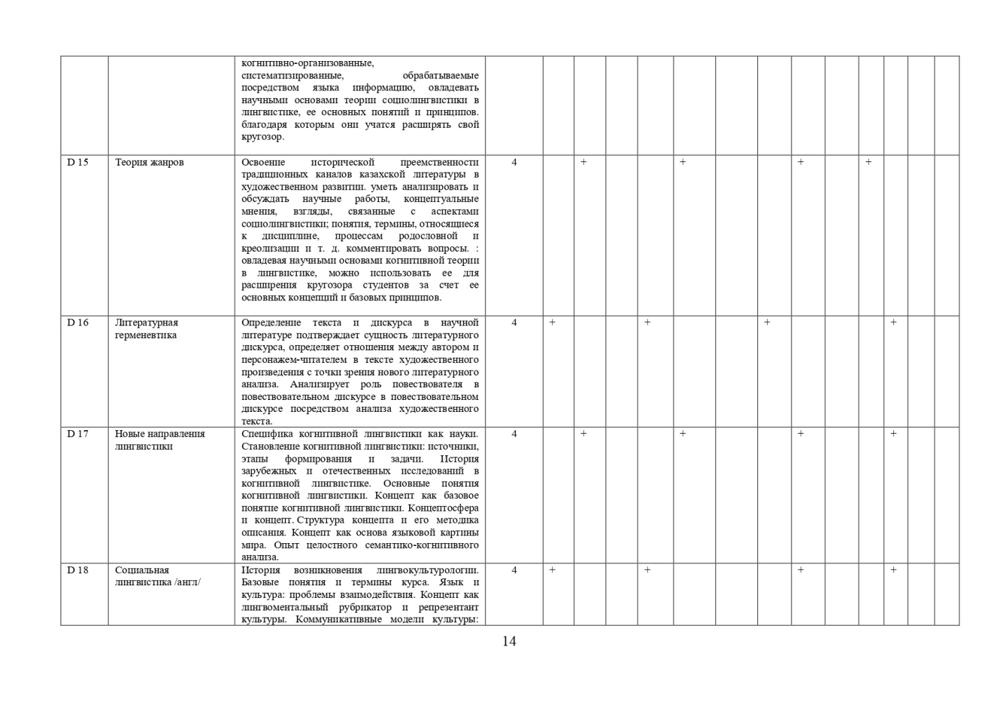 когнитивно-организованные,
систематизированные, обрабатываемые
посредством языка информацию, овладевать
научными основами теории социолингвистики в
лингвистике, ее основных понятий и принципов.
благодаря которым они учатся расширять свой
кругозор.
D 15 Теория жанров Освоение исторической преемственности 4 + + + +
традиционных каналов казахской литературы в
художественном развитии. уметь анализировать и
обсуждать научные работы, концептуальные
мнения, взгляды, связанные с аспектами
социолингвистики; понятия, термины, относящиеся
к дисциплине, процессам родословной и
креолизации и т. д. комментировать вопросы. :
овладевая научными основами когнитивной теории
в лингвистике, можно использовать ее для
расширения кругозора студентов за счет ее
основных концепций и базовых принципов.
D 16 Литературная Определение текста и дискурса в научной 4 + + + +
герменевтика литературе подтверждает сущность литературного
дискурса, определяет отношения между автором и
персонажем-читателем в тексте художественного
произведения с точки зрения нового литературного
анализа. Анализирует роль повествователя в
повествовательном дискурсе в повествовательном
дискурсе посредством анализа художественного
текста.
D 17 Новые направления Специфика когнитивной лингвистики как науки. 4 + + + +
лингвистики Становление когнитивной лингвистики: источники,
этапы формирования и задачи. История
зарубежных и отечественных исследований в
когнитивной лингвистике. Основные понятия
когнитивной лингвистики. Концепт как базовое
понятие когнитивной лингвистики. Концептосфера
и концепт. Структура концепта и его методика
описания. Концепт как основа языковой картины
мира. Опыт целостного семантико-когнитивного
анализа.
D 18 Социальная История возникновения лингвокультурологии. 4 + + + +
лингвистика /англ/ Базовые понятия и термины курса. Язык и
культура: проблемы взаимодействия. Концепт как
лингвоментальный рубрикатор и репрезентант
культуры. Коммуникативные модели культуры:
14